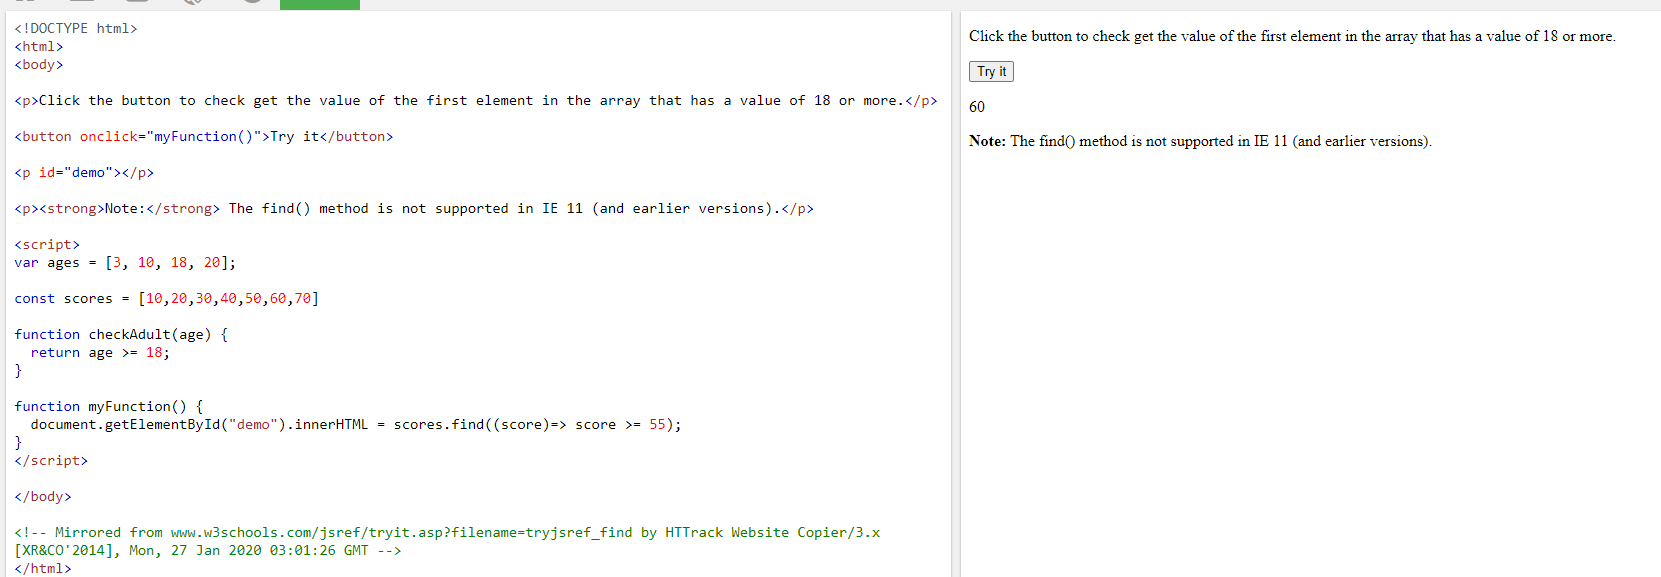 <!DOCTYPE html>
<html>
<body>
<p>Click the button to check get the value of the first element in the array that has a value of 18 or more.</p>
<button onclick="myFunction()">Try it</button>
<p id="demo"></p>
<p><strong>Note:</strong> The find() method is not supported in IE 11 (and earlier versions).</p>
<script>
var ages = [3, 10, 18, 20];
const scores = [10,20,30,40,50,60,70]
function checkAdult(age) {
  return age >= 18;
}
function myFunction() {
  document.getElementById("demo").innerHTML = scores.find((score)=> score >= 55);
}
</script>
</body>
<!-- Mirrored from www.w3schools.com/jsref/tryit.asp?filename=tryjsref_find by HTTrack Website Copier/3.x
[XR&CO'2014], Mon, 27 Jan 2020 03:01:26 GMT -->
</html>
Click the button to check get the value of the first element in the array that has a value of 18 or more.
Try it
60
Note: The find() method is not supported in IE 11 (and earlier versions).